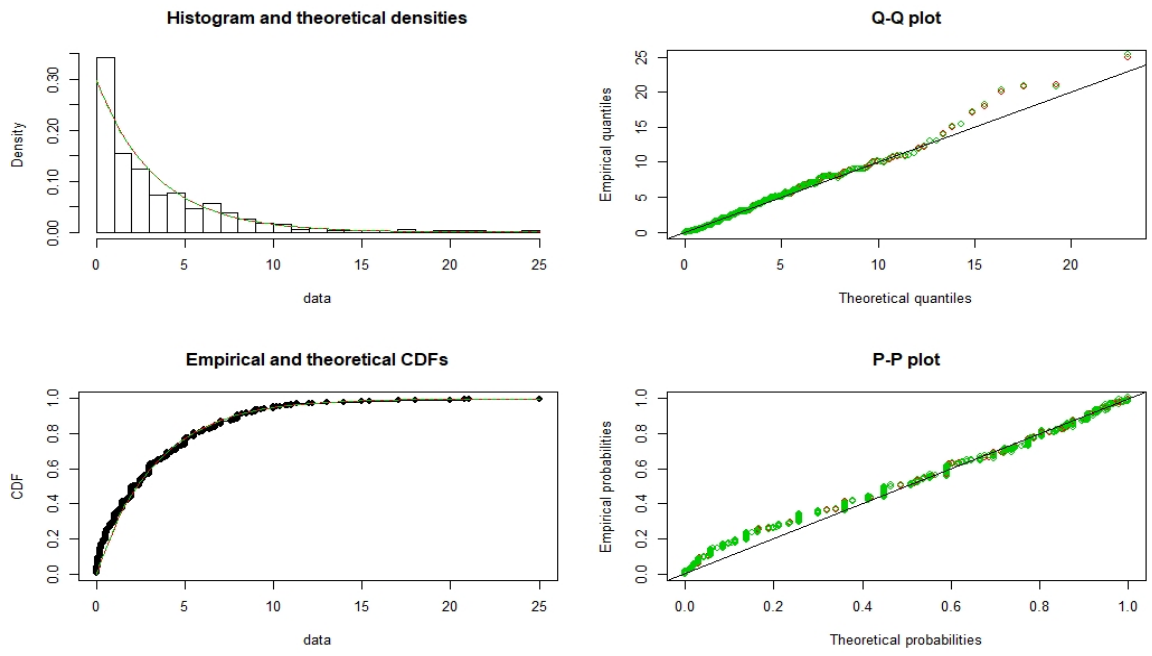 Histogram and theoretical densities
Density
0.00 0.10 0.20 0.30
0 5 10 15 20 25
data
Q-Q plot
Empirical quantiles
0 5 10 15 20 25
0 5 10 15 20
Theoretical quantiles
Empirical and theoretical CDFs
CDF
0.0 0.2 0.4 0.6 0.8 1.0
0 5 10 15 20 25
data
P-P plot
Empirical probabilities
0.0 0.2 0.4 0.6 0.8 1.0
0.0 0.2 0.4 0.6 0.8 1.0
Theoretical probabilities